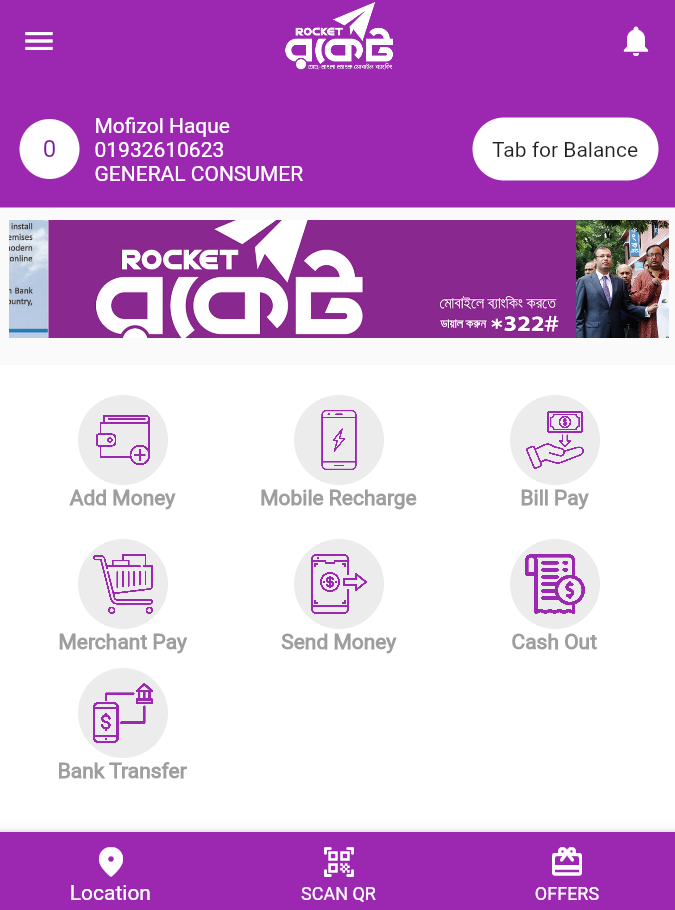 ROCKET
রকেট
ডাচ্-বাংলা ব্যাংক মোবাইল ব্যাংকিং
0
Mofizol Haque
01932610623
GENERAL CONSUMER
Tab for Balance
install
emises
nodern
online
n Bank
ountry,
ROCKET
রকেট
মোবাইলে ব্যাংকিং করতে
ডায়াল করুন *322#
Add Money
Mobile Recharge
Bill Pay
Merchant Pay
Send Money
Cash Out
Bank Transfer
Location
SCAN QR
OFFERS